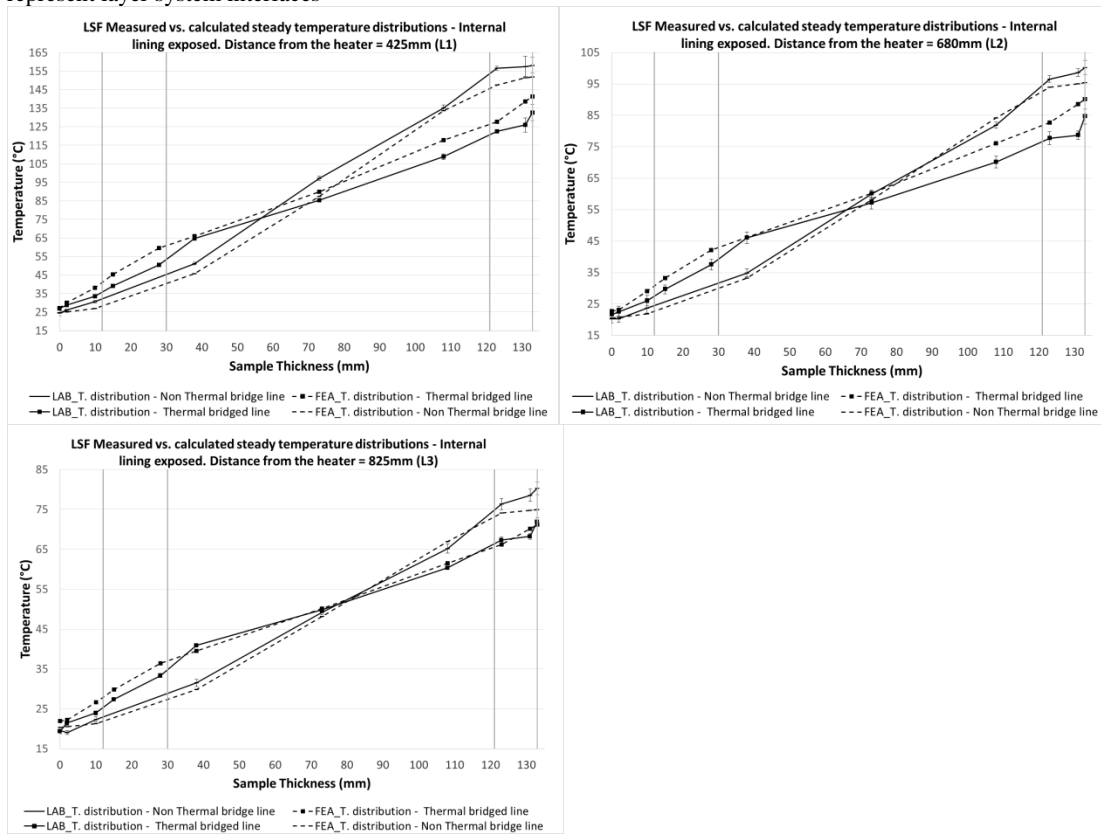 represent layer system interfaces
LSF Measured vs. calculated steady temperature distributions - Internal
lining exposed. Distance from the heater = 425mm (L1)
165
155
145
135
125
115
105
95
85
75
65
55
45
35
25
15
Temperature (°C)
0 10 20 30 40 50 60 70 80 90 100 110 120 130
Sample Thickness (mm)
LAB_T. distribution - Non Thermal bridge line
FEA_T. distribution - Thermal bridged line
LAB_T. distribution - Thermal bridged line
FEA_T. distribution - Non Thermal bridge line
LSF Measured vs. calculated steady temperature distributions - Internal
lining exposed. Distance from the heater = 680mm (L2)
105
95
85
75
65
55
45
35
25
15
Temperature (°C)
0 10 20 30 40 50 60 70 80 90 100 110 120 130
Sample Thickness (mm)
LAB_T. distribution - Non Thermal bridge line
FEA_T. distribution - Thermal bridged line
LAB_T. distribution - Thermal bridged line
FEA_T. distribution - Non Thermal bridge line
LSF Measured vs. calculated steady temperature distributions - Internal
lining exposed. Distance from the heater = 825mm (L3)
85
75
65
55
45
35
25
15
Temperature (°C)
0 10 20 30 40 50 60 70 80 90 100 110 120 130
Sample Thickness (mm)
LAB_T. distribution - Non Thermal bridge line
FEA_T. distribution - Thermal bridged line
LAB_T. distribution - Thermal bridged line
FEA_T. distribution - Non Thermal bridge line